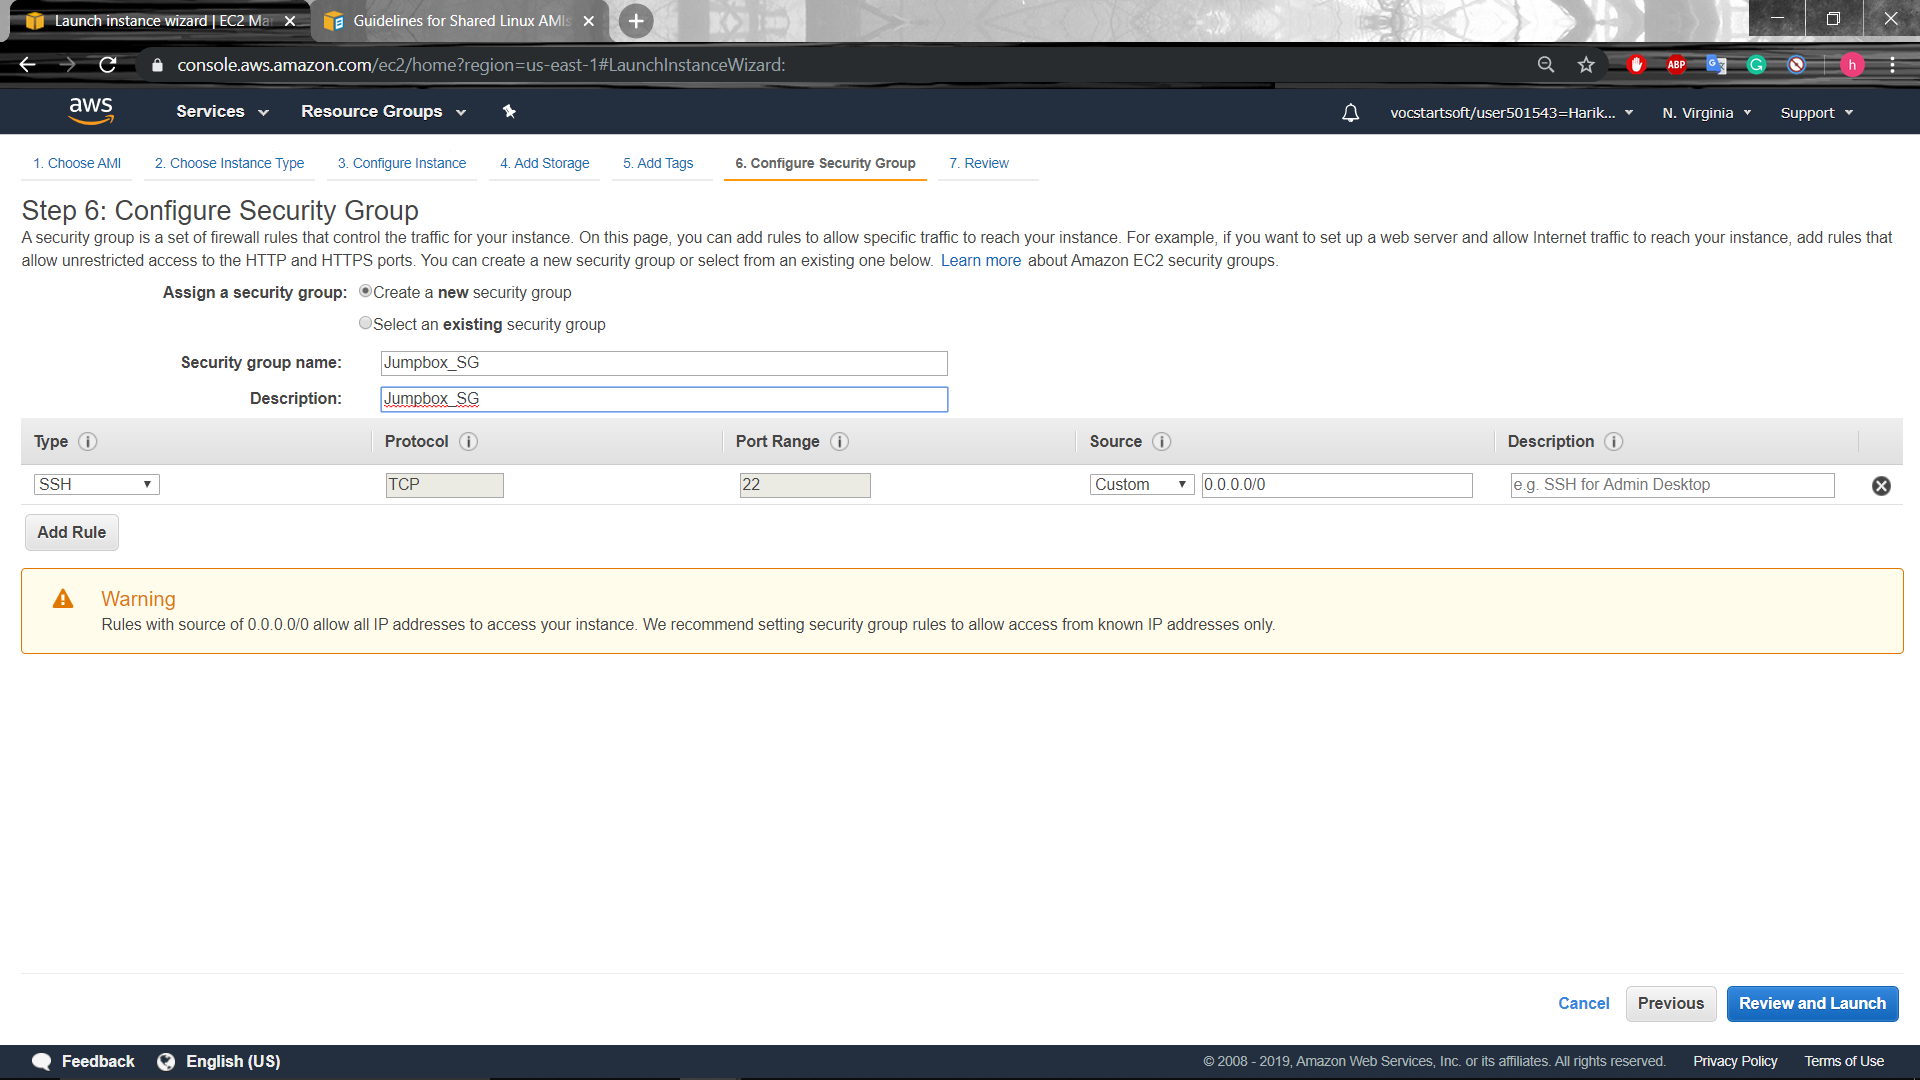 Launch instance wizard | EC2 Ma
Guidelines for Shared Linux AMIs
console.aws.amazon.com/ec2/home?region=us-east-1#LaunchInstanceWizard:
ABP
h
aws
Services
Resource Groups
vocstartsoft/user501543=Harik...
N. Virginia
Support
1. Choose AMI
2. Choose Instance Type
3. Configure Instance
4. Add Storage
5. Add Tags
6. Configure Security Group
7. Review
Step 6: Configure Security Group
A security group is a set of firewall rules that control the traffic for your instance. On this page, you can add rules to allow specific traffic to reach your instance. For example, if you want to set up a web server and allow Internet traffic to reach your instance, add rules that
allow unrestricted access to the HTTP and HTTPS ports. You can create a new security group or select from an existing one below. Learn more about Amazon EC2 security groups.
Assign a security group:
Create a new security group
Select an existing security group
Security group name:
Jumpbox_SG
Description:
Jumpbox_SG
Type
Protocol
Port Range
Source
Description
SSH
TCP
22
Custom
0.0.0.0/0
e.g. SSH for Admin Desktop
Add Rule
Warning
Rules with source of 0.0.0.0/0 allow all IP addresses to access your instance. We recommend setting security group rules to allow access from known IP addresses only.
Cancel
Previous
Review and Launch
Feedback
English (US)
© 2008 - 2019, Amazon Web Services, Inc. or its affiliates. All rights reserved.
Privacy Policy
Terms of Use